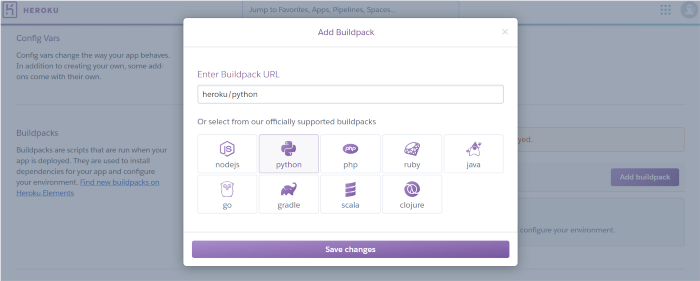 HEROKU
Jump to Favorites, Apps, Pipelines, Spaces...
Config Vars
Config vars change the way your app behaves.
In addition to creating your own, some add-
ons come with their own.
Buildpacks
Buildpacks are scripts that are run when your
app is deployed. They are used to install
dependencies for your app and configure
your environment. Find new buildpacks on
Heroku Elements
Add Buildpack
×
Enter Buildpack URL
heroku/python
Or select from our officially supported buildpacks
nodejs
python
php
ruby
java
go
gradle
scala
clojure
Save changes
yed.
Add buildpack
configure your environment.